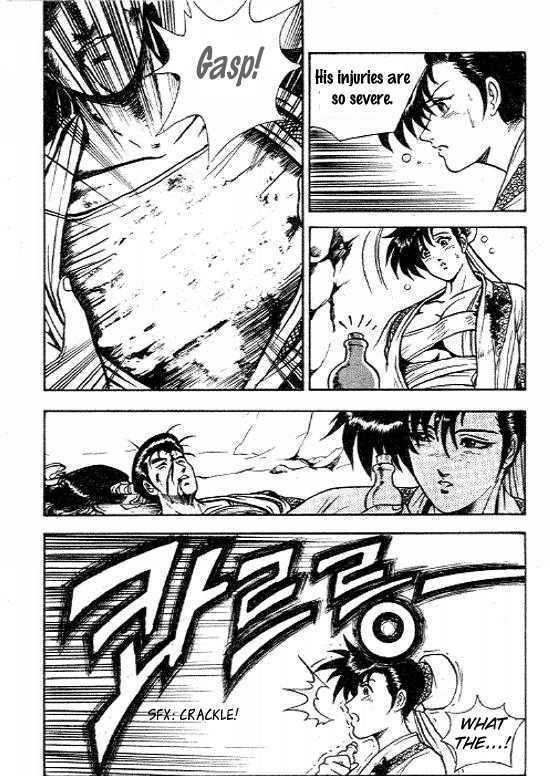 Gasp!
His injuries are
so severe.
콰르릉
SFX: CRACKLE!
WHAT
THE...!